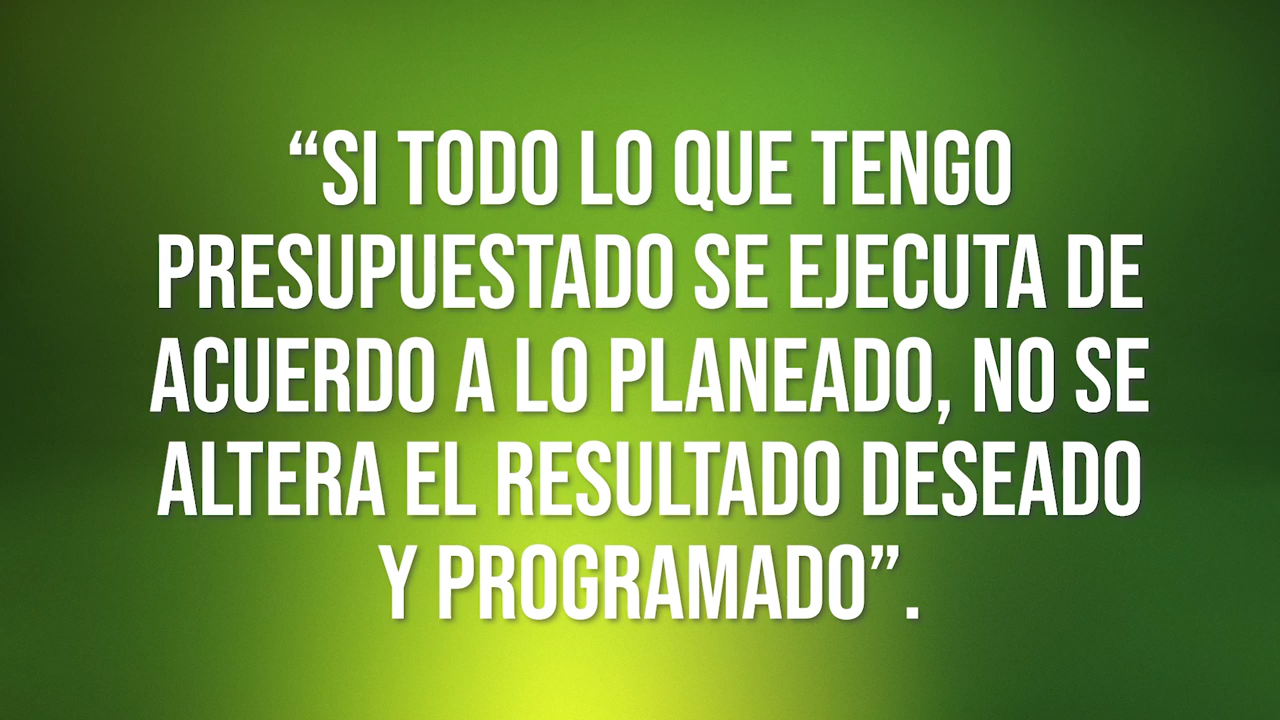 “SI TODO LO QUE TENGO
PRESUPUESTADO SE EJECUTA DE
ACUERDO A LO PLANEADO, NO SE
ALTERA EL RESULTADO DESEADO
Y PROGRAMADO”.